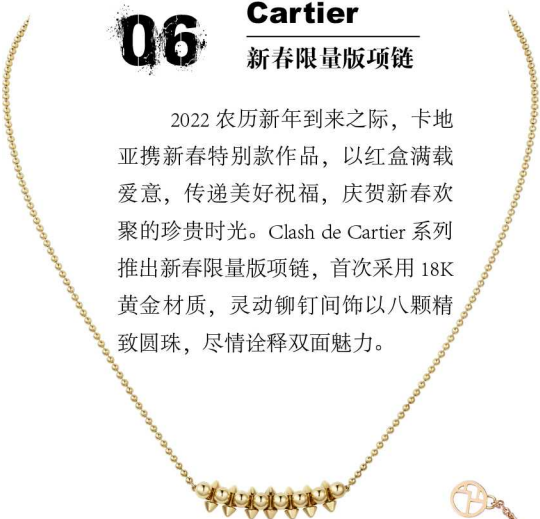 06
Cartier
新春限量版项链
2022 农历新年到来之际，卡地
亚携新春特别款作品，以红盒满载
爱意，传递美好祝福，庆贺新春欢
聚的珍贵时光。Clash de Cartier 系列
推出新春限量版项链，首次采用 18K
黄金材质，灵动铆钉间饰以八颗精
致圆珠，尽情诠释双面魅力。